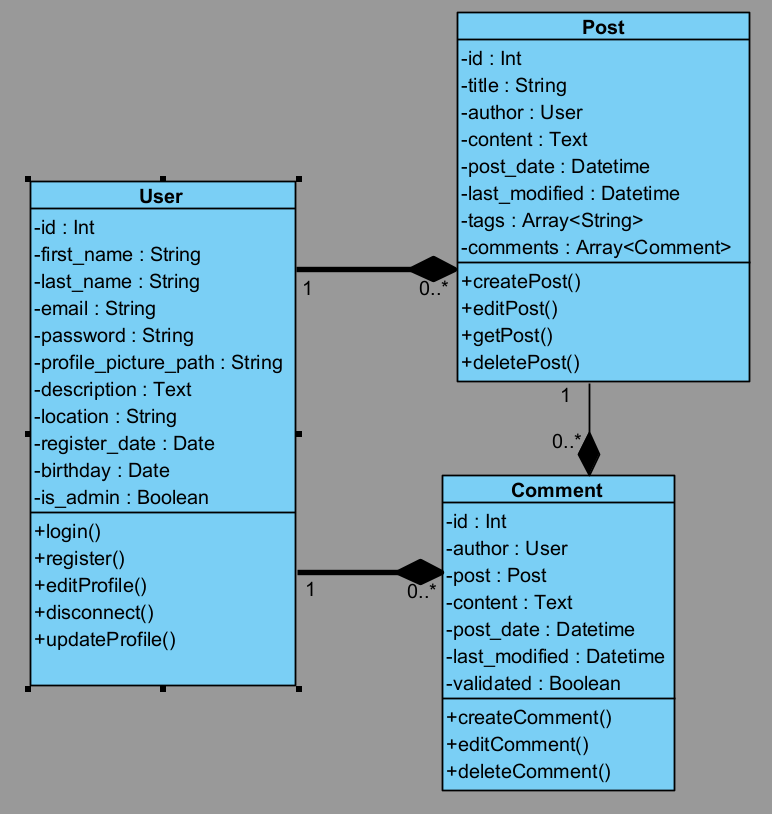 Post
-id : Int
-title : String
-author : User
-content : Text
-post_date : Datetime
-last_modified : Datetime
-tags : Array<String>
-comments : Array<Comment>
+createPost()
+editPost()
+getPost()
+deletePost()
User
-id : Int
-first_name : String
-last_name : String
-email : String
-password : String
-profile_picture_path : String
-description : Text
-location : String
-register_date : Date
-birthday : Date
-is_admin : Boolean
+login()
+register()
+editProfile()
+disconnect()
+updateProfile()
1
0..*
1
0..*
Comment
-id : Int
-author : User
-post : Post
-content : Text
-post_date : Datetime
-last_modified : Datetime
-validated : Boolean
+createComment()
+editComment()
+deleteComment()
1
0..*